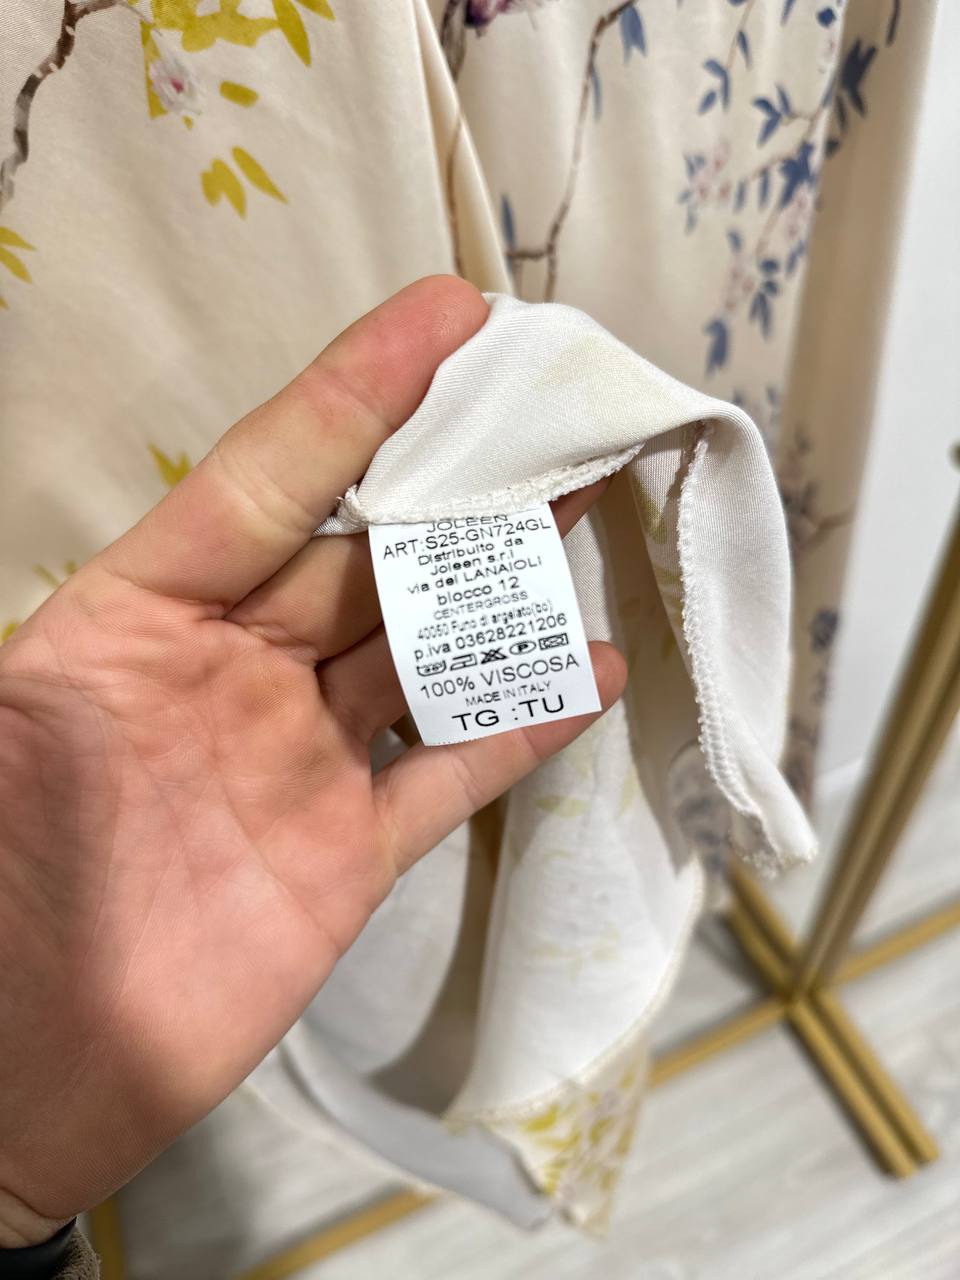 JOLEEN
ART:S25-GN724GL
Distribuito da
Joleen s.r.l
via dei LANAIOLI
blocco 12
CENTERGROSS
40050 Funo di argelato(bo)
p.iva 03628221206
100% VISCOSA
MADE IN ITALY
TG :TU